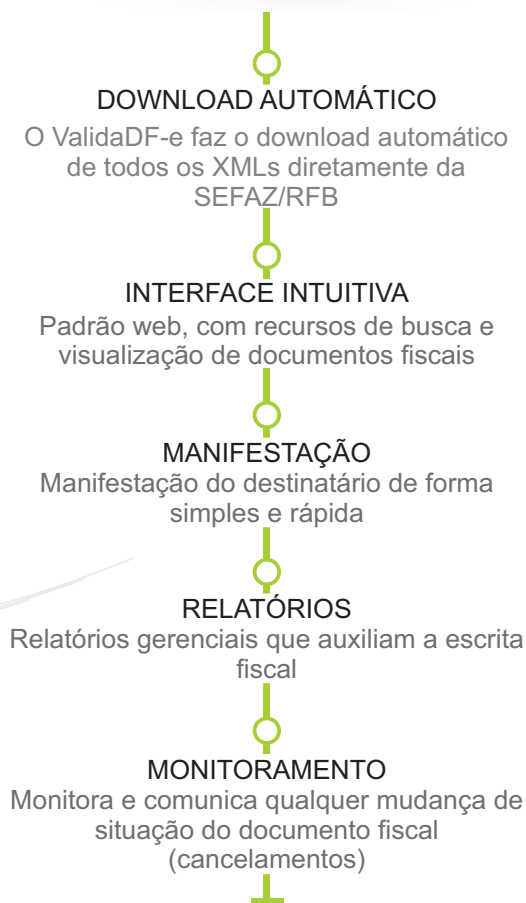 DOWNLOAD AUTOMÁTICO
O ValidaDF-e faz o download automático
de todos os XMLs diretamente da
SEFAZ/RFB
INTERFACE INTUITIVA
Padrão web, com recursos de busca e
visualização de documentos fiscais
MANIFESTAÇÃO
Manifestação do destinatário de forma
simples e rápida
RELATÓRIOS
Relatórios gerenciais que auxiliam a escrita
fiscal
MONITORAMENTO
Monitora e comunica qualquer mudança de
situação do documento fiscal
(cancelamentos)